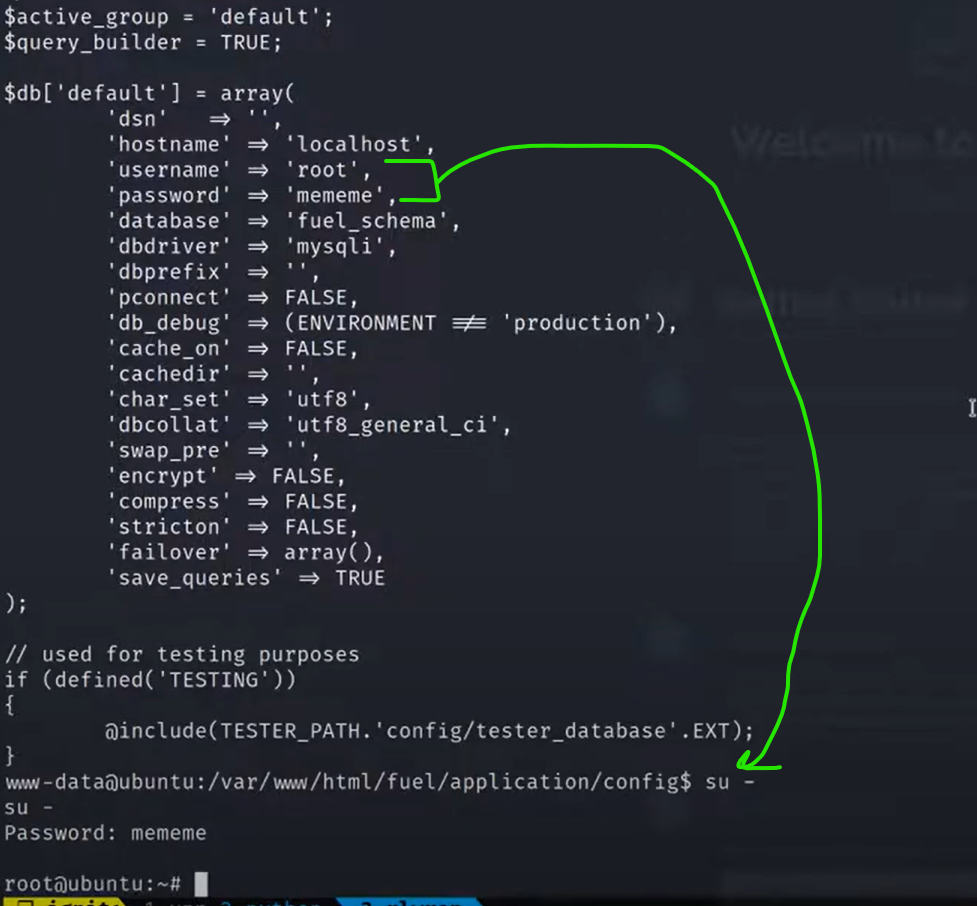 $active_group = 'default';
$query_builder = TRUE;
$db['default'] = array(
'dsn' ⇒ '',
'hostname' ⇒ 'localhost',
'username' ⇒ 'root',
'password' ⇒ 'mememe',
'database' ⇒ 'fuel_schema',
'dbdriver' ⇒ 'mysqli',
'dbprefix' ⇒ '',
'pconnect' ⇒ FALSE,
'db_debug' ⇒ (ENVIRONMENT !== 'production'),
'cache_on' ⇒ FALSE,
'cachedir' ⇒ '',
'char_set' ⇒ 'utf8',
'dbcollat' ⇒ 'utf8_general_ci',
'swap_pre' ⇒ '',
'encrypt' ⇒ FALSE,
'compress' ⇒ FALSE,
'stricton' ⇒ FALSE,
'failover' ⇒ array(),
'save_queries' ⇒ TRUE
);
// used for testing purposes
if (defined('TESTING'))
{
@include(TESTER_PATH.'config/tester_database'.EXT);
}
www-data@ubuntu:/var/www/html/fuel/application/config$ su -
su -
Password: mememe
root@ubuntu:~#
Welcome to